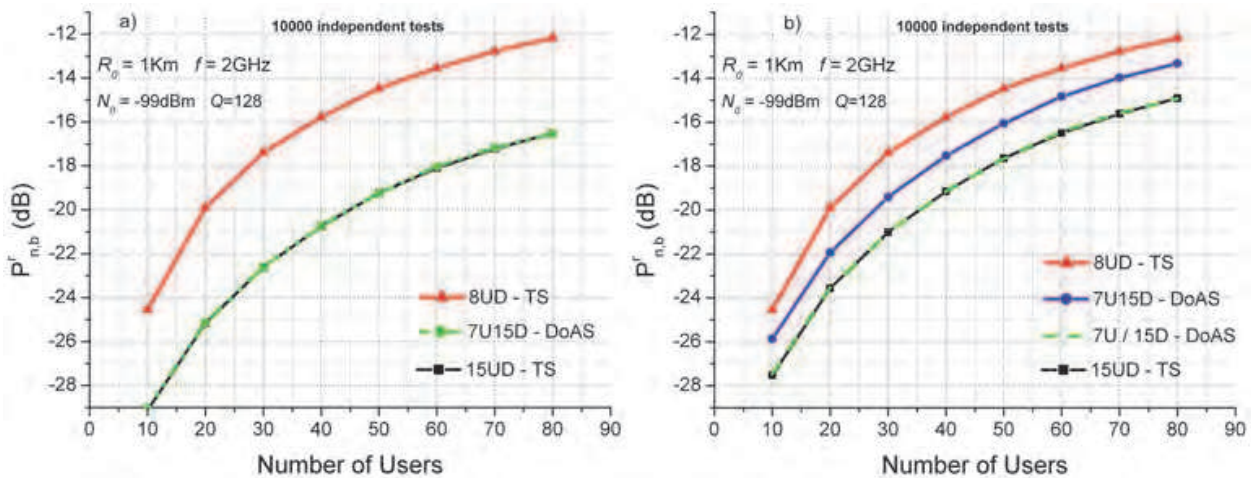 a)
10000 independent tests
R₀ = 1Km f = 2GHz
N₀ = -99dBm Q=128
-12
-14
-16
-18
-20
-22
-24
-26
-28
Pʳn,b (dB)
8UD - TS
7U15D - DoAS
15UD - TS
0 10 20 30 40 50 60 70 80 90
Number of Users
b)
10000 independent tests
R₀ = 1Km f = 2GHz
N₀ = -99dBm Q=128
-12
-14
-16
-18
-20
-22
-24
-26
-28
Pʳn,b (dB)
8UD - TS
7U15D - DoAS
7U / 15D - DoAS
15UD - TS
0 10 20 30 40 50 60 70 80 90
Number of Users